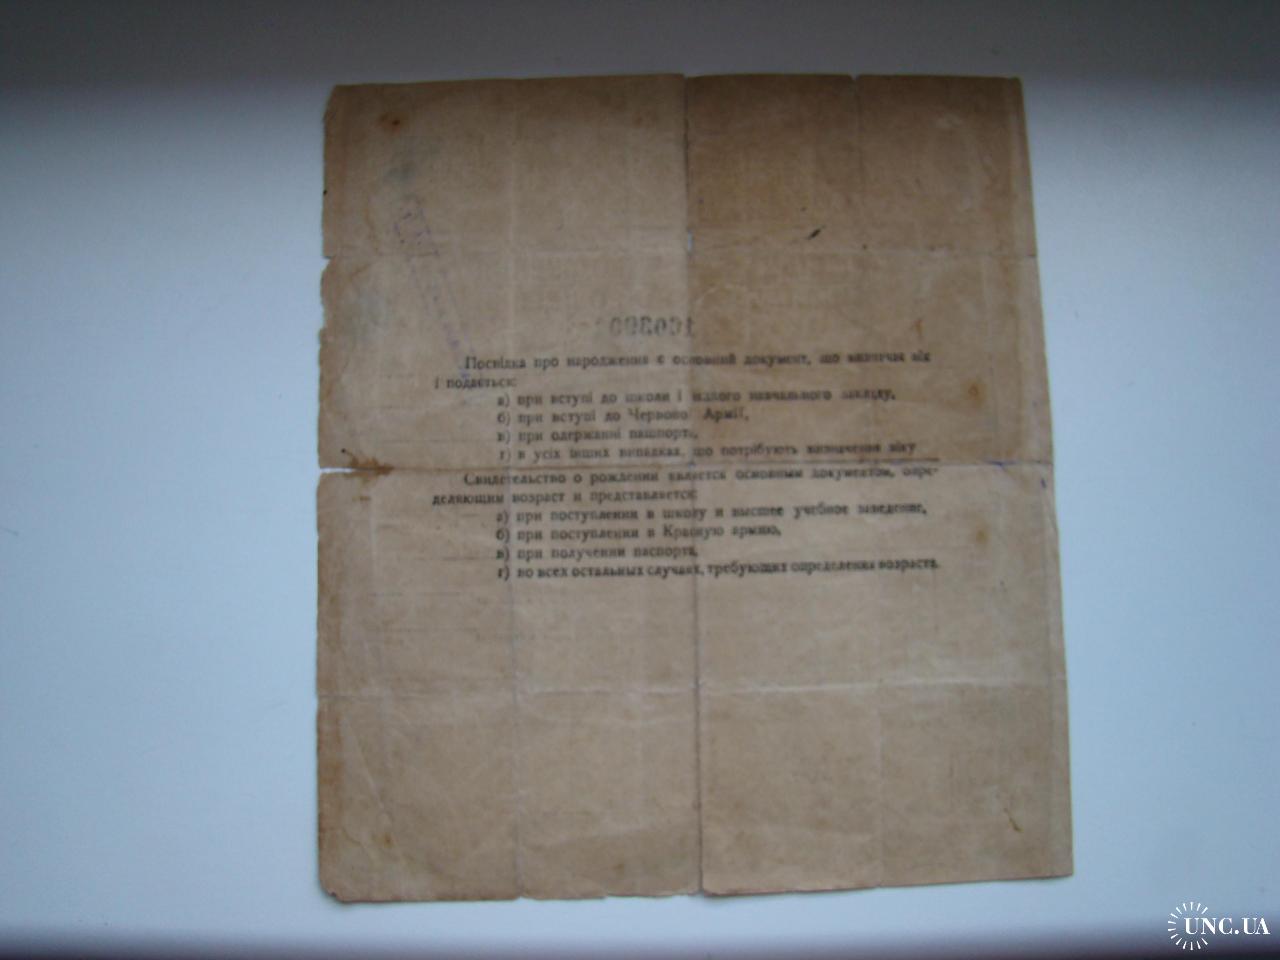 Посвідка про народження є основний документ, що визначає вік
і подається:
а) при вступі до школи і вищого навчального закладу,
б) при вступі до Червоно Армії,
в) при одержанні пашпорта,
г) в усіх інших випадках, що потрібують визначення віку
Свидетельство о рождении является основным документом, опре-
деляющим возраст и представляется:
а) при поступлении в школу и высшее учебное заведение,
б) при поступлении в Красную армию,
в) при получении паспорта,
г) во всех остальных случаях, требующих определения возраста.
UNC.UA